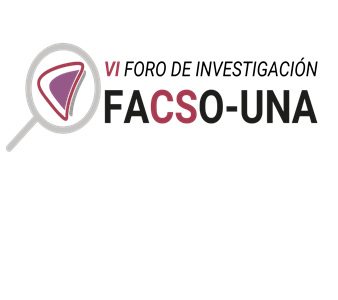 VI FORO DE INVESTIGACIÓN
FACSO-UNA